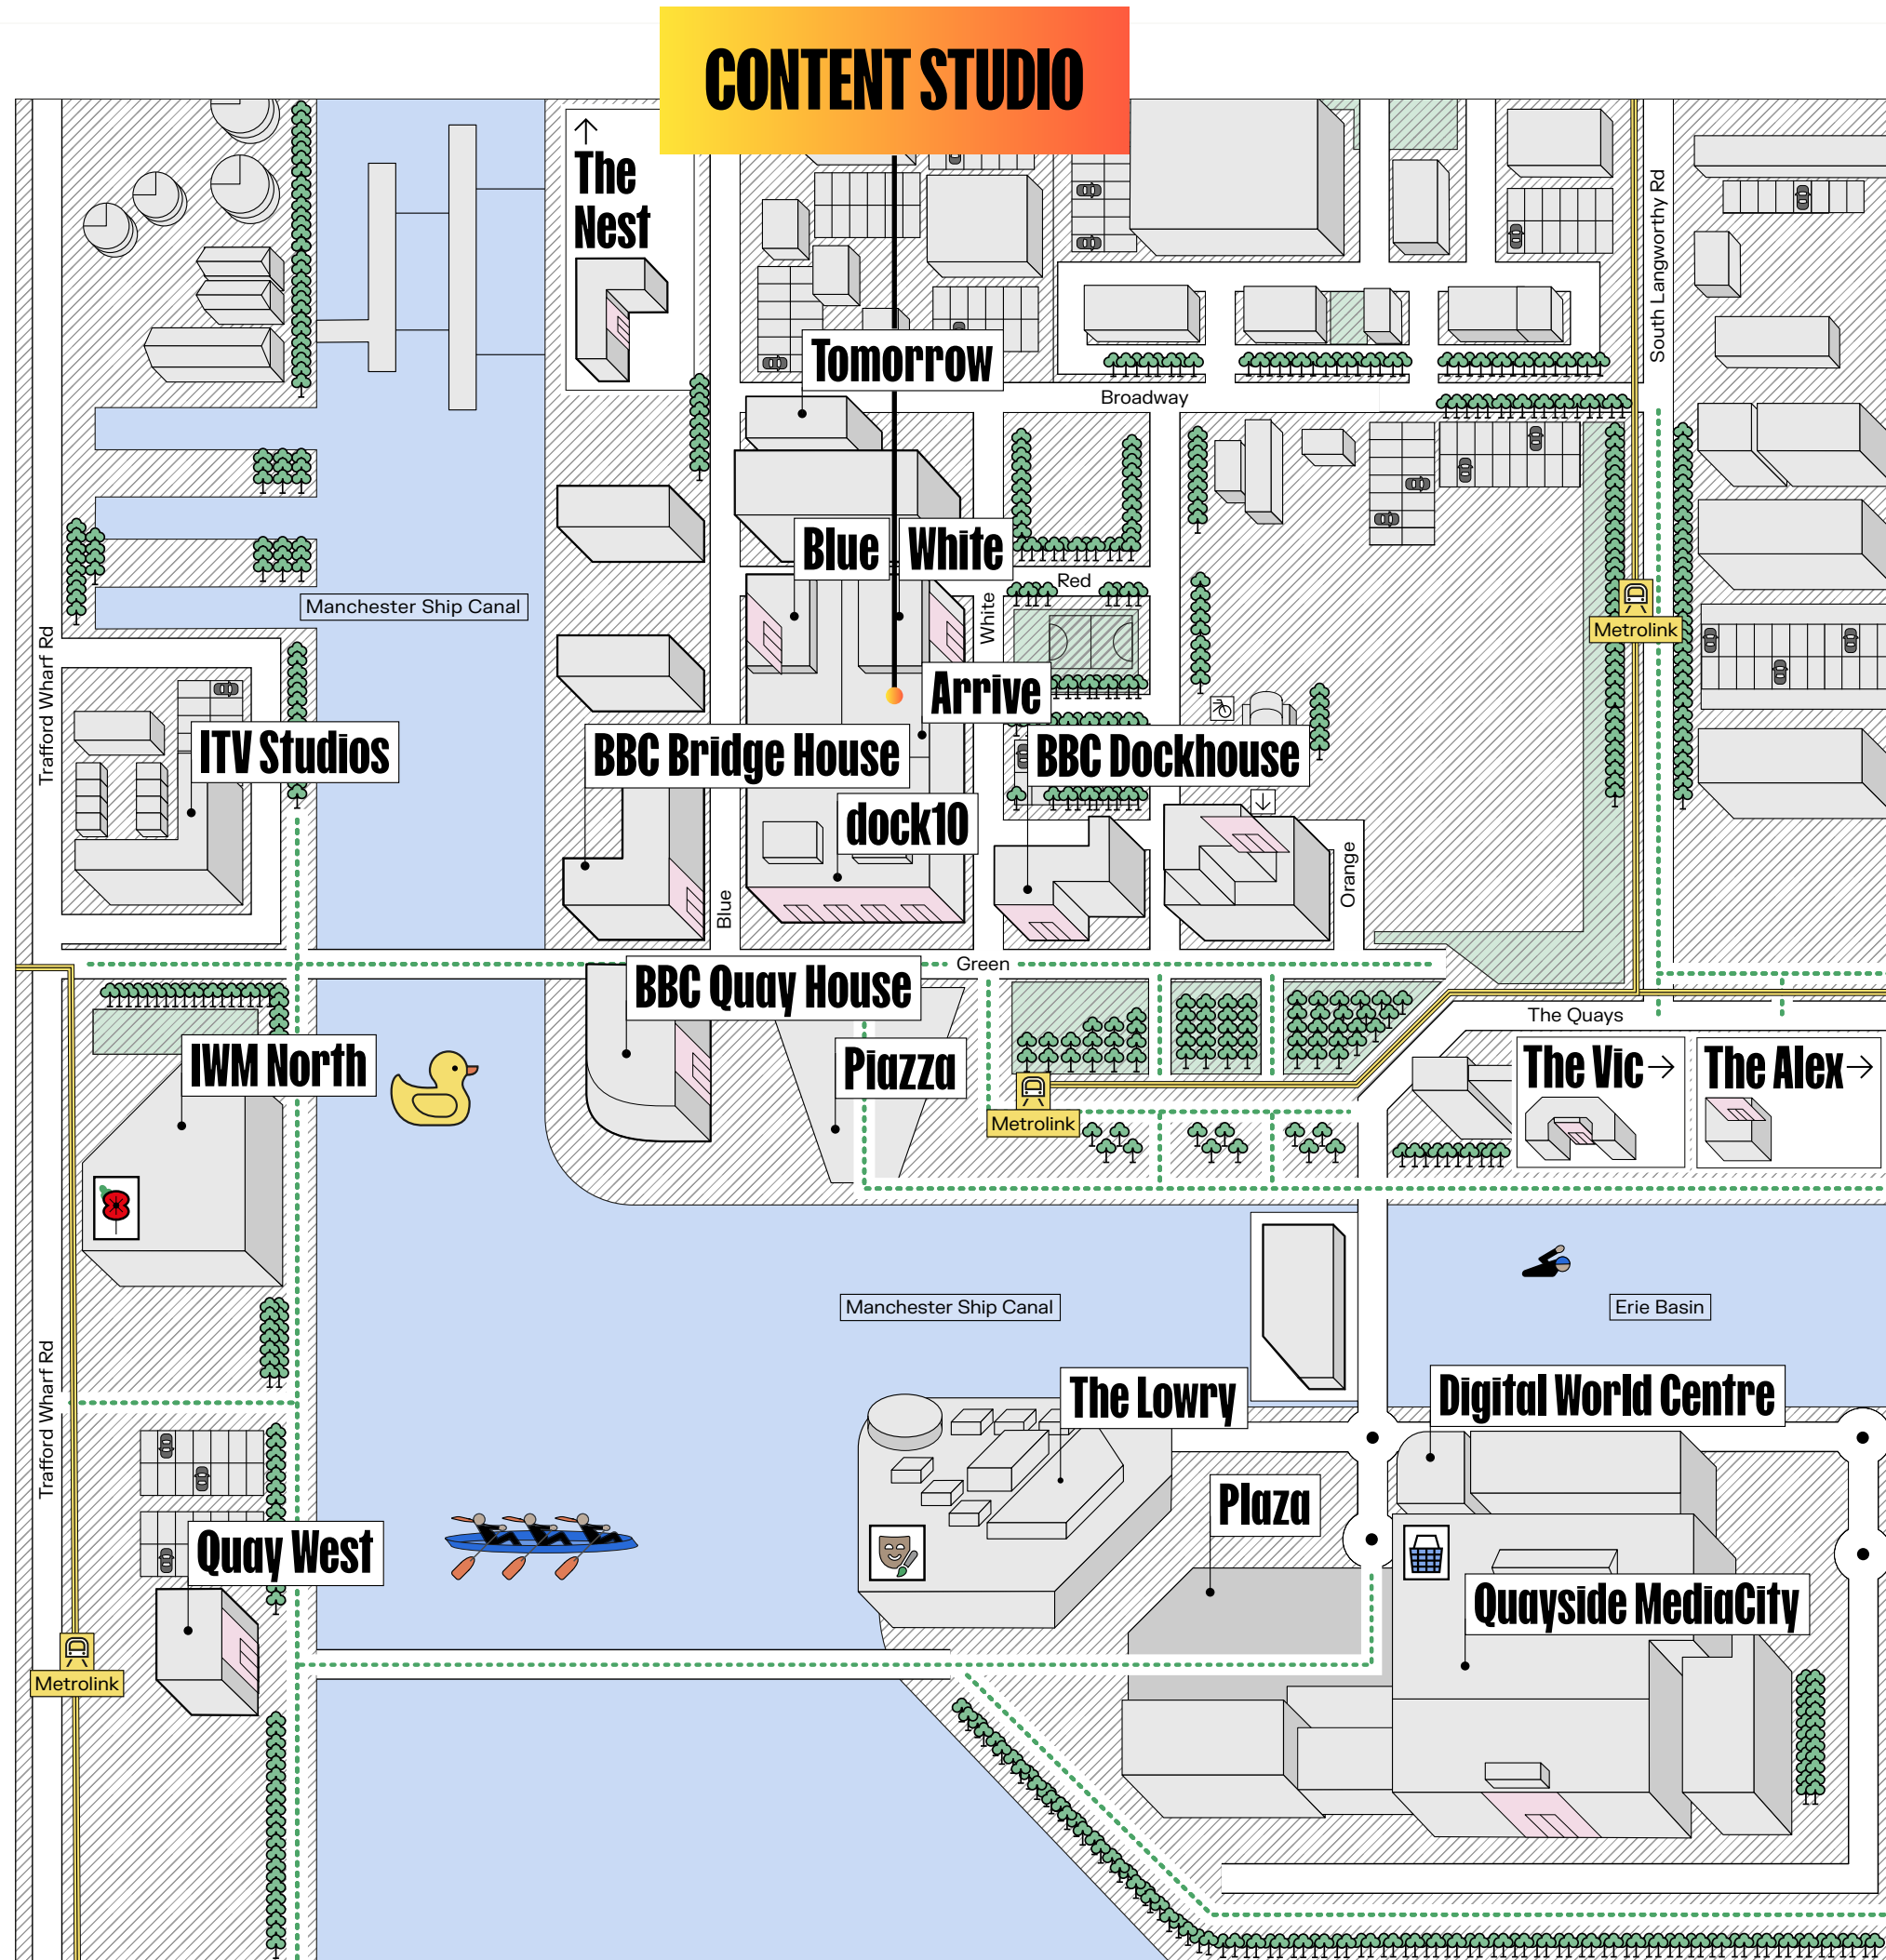 CONTENT STUDIO
The
Nest
South Langworthy Rd
Tomorrow
Broadway
Blue
White
Red
White
Manchester Ship Canal
Metrolink
Trafford Wharf Rd
Arrive
ITV Studios
BBC Bridge House
BBC Dockhouse
dock10
Blue
Orange
Green
BBC Quay House
The Quays
IWM North
Piazza
The Vic
The Alex
Metrolink
Manchester Ship Canal
Erie Basin
Trafford Wharf Rd
The Lowry
Digital World Centre
Plaza
Quay West
Quayside MediaCity
Metrolink